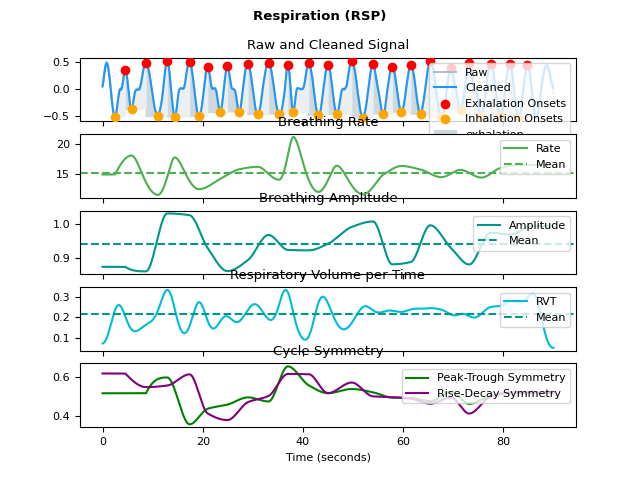 Respiration (RSP)
Raw and Cleaned Signal
0.5
0.0
−0.5
Raw
Cleaned
Exhalation Onsets
Inhalation Onsets
exhalation
Breathing Rate
20
15
Rate
Mean
Breathing Amplitude
1.0
0.9
Amplitude
Mean
Respiratory Volume per Time
0.3
0.2
0.1
RVT
Mean
Cycle Symmetry
0.6
0.4
Peak-Trough Symmetry
Rise-Decay Symmetry
0
20
40
60
80
Time (seconds)